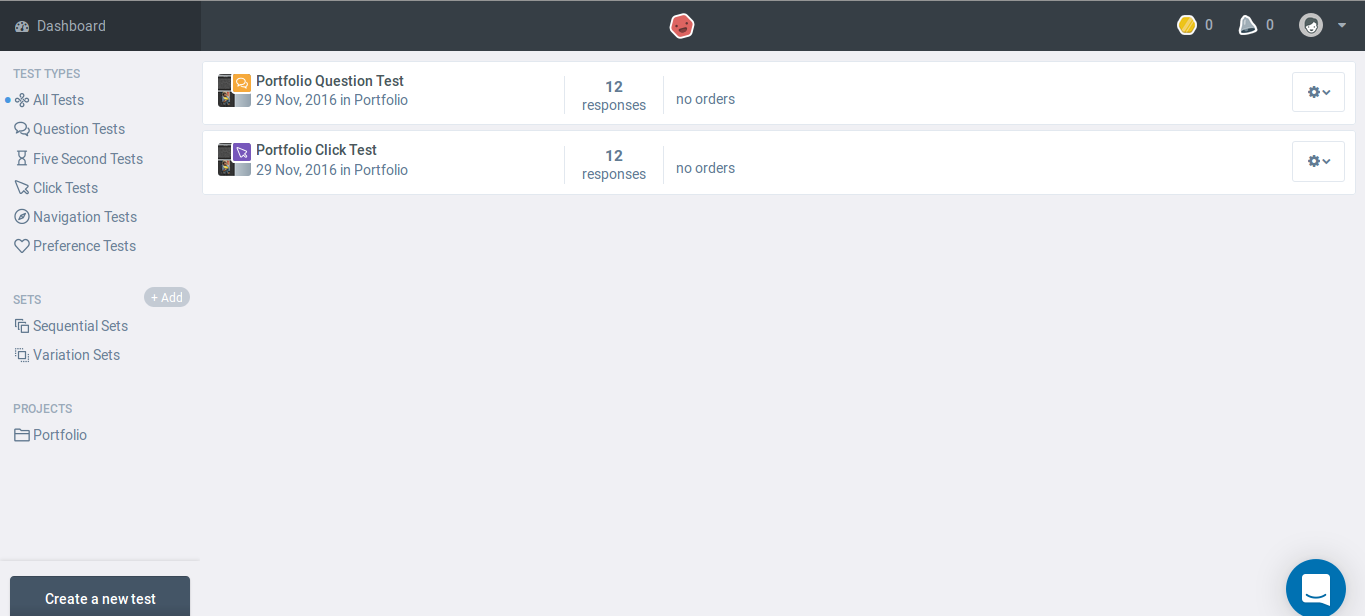 Dashboard
0
0
TEST TYPES
All Tests
Question Tests
Five Second Tests
Click Tests
Navigation Tests
Preference Tests
SETS
+ Add
Sequential Sets
Variation Sets
PROJECTS
Portfolio
Create a new test
Portfolio Question Test
29 Nov, 2016 in Portfolio
12
responses
no orders
Portfolio Click Test
29 Nov, 2016 in Portfolio
12
responses
no orders